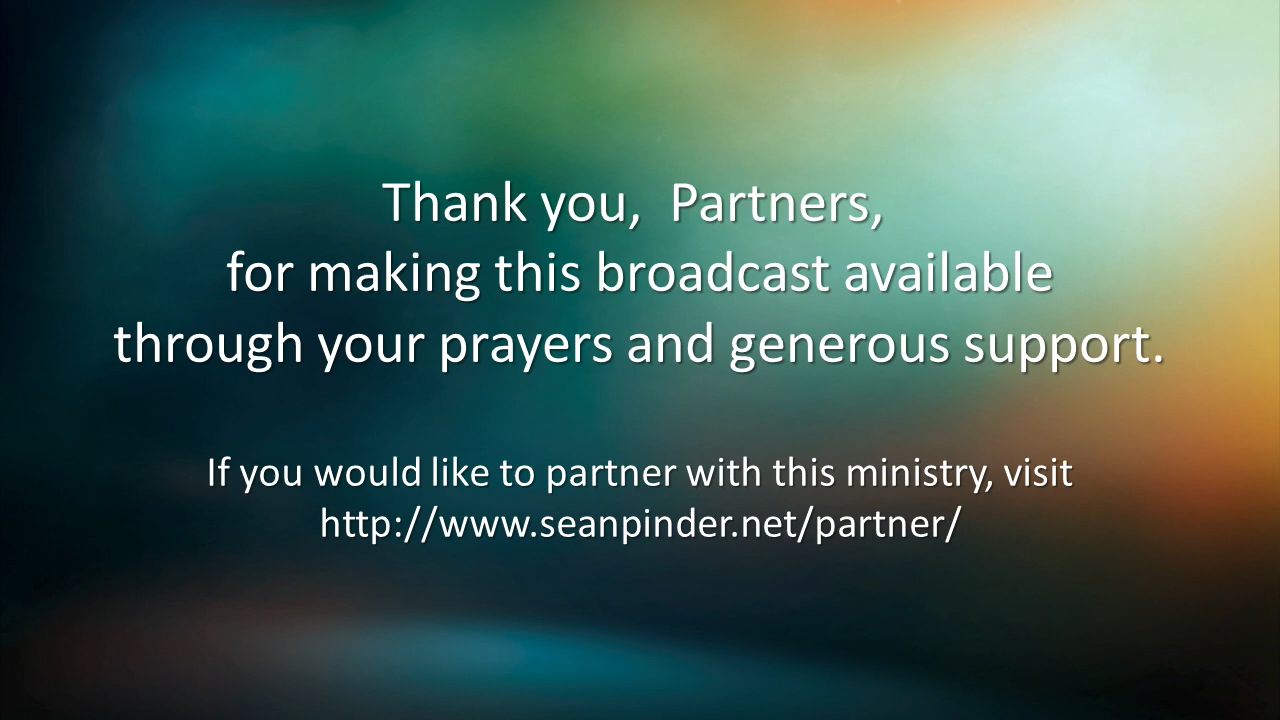 Thank you,  Partners,
for making this broadcast available
through your prayers and generous support.
If you would like to partner with this ministry, visit
http://www.seanpinder.net/partner/